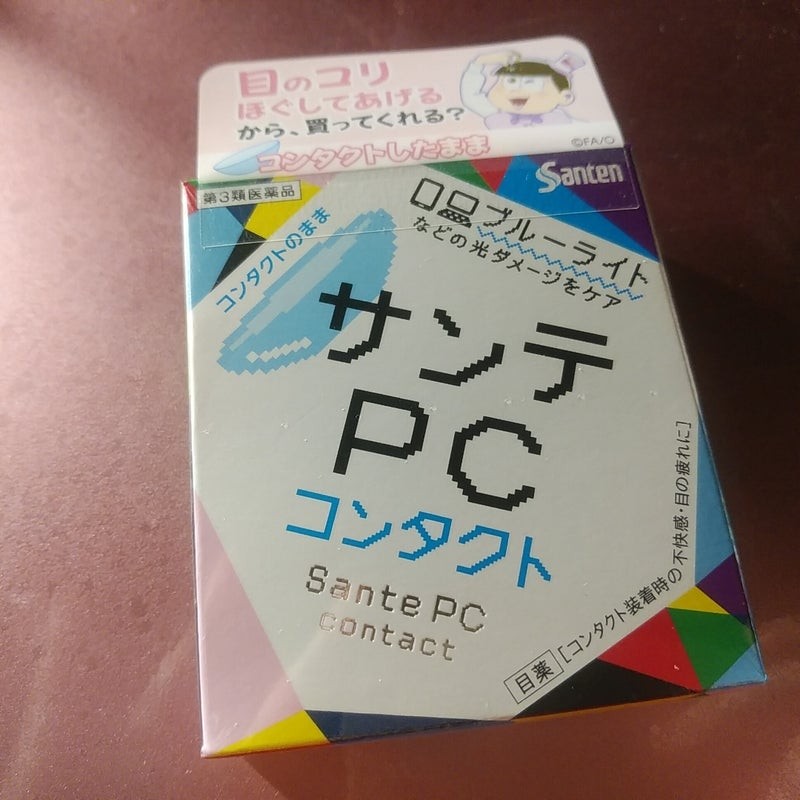 目のコリ
ほぐしてあげる
から、買ってくれる?
©FA/O
コンタクトしたまま
第3類医薬品
Santen
コンタクトのまま
ブルーライト
などの光ダメージをケア
サンテ
PC
コンタクト
Sante PC
contact
目薬[コンタクト装着時の不快感・目の疲れに]